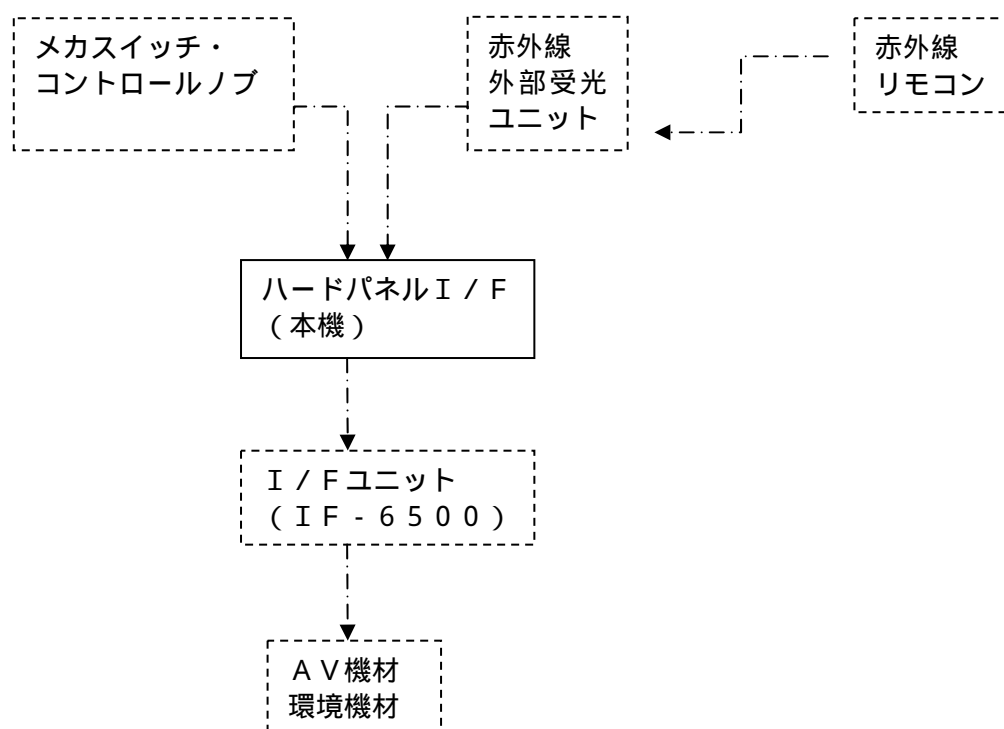 メカスイッチ・
コントロールノブ
赤外線
外部受光
ユニット
赤外線
リモコン
ハードパネルＩ／Ｆ
（本機）
Ｉ／Ｆユニット
（ＩＦ－６５００）
ＡＶ機材
環境機材